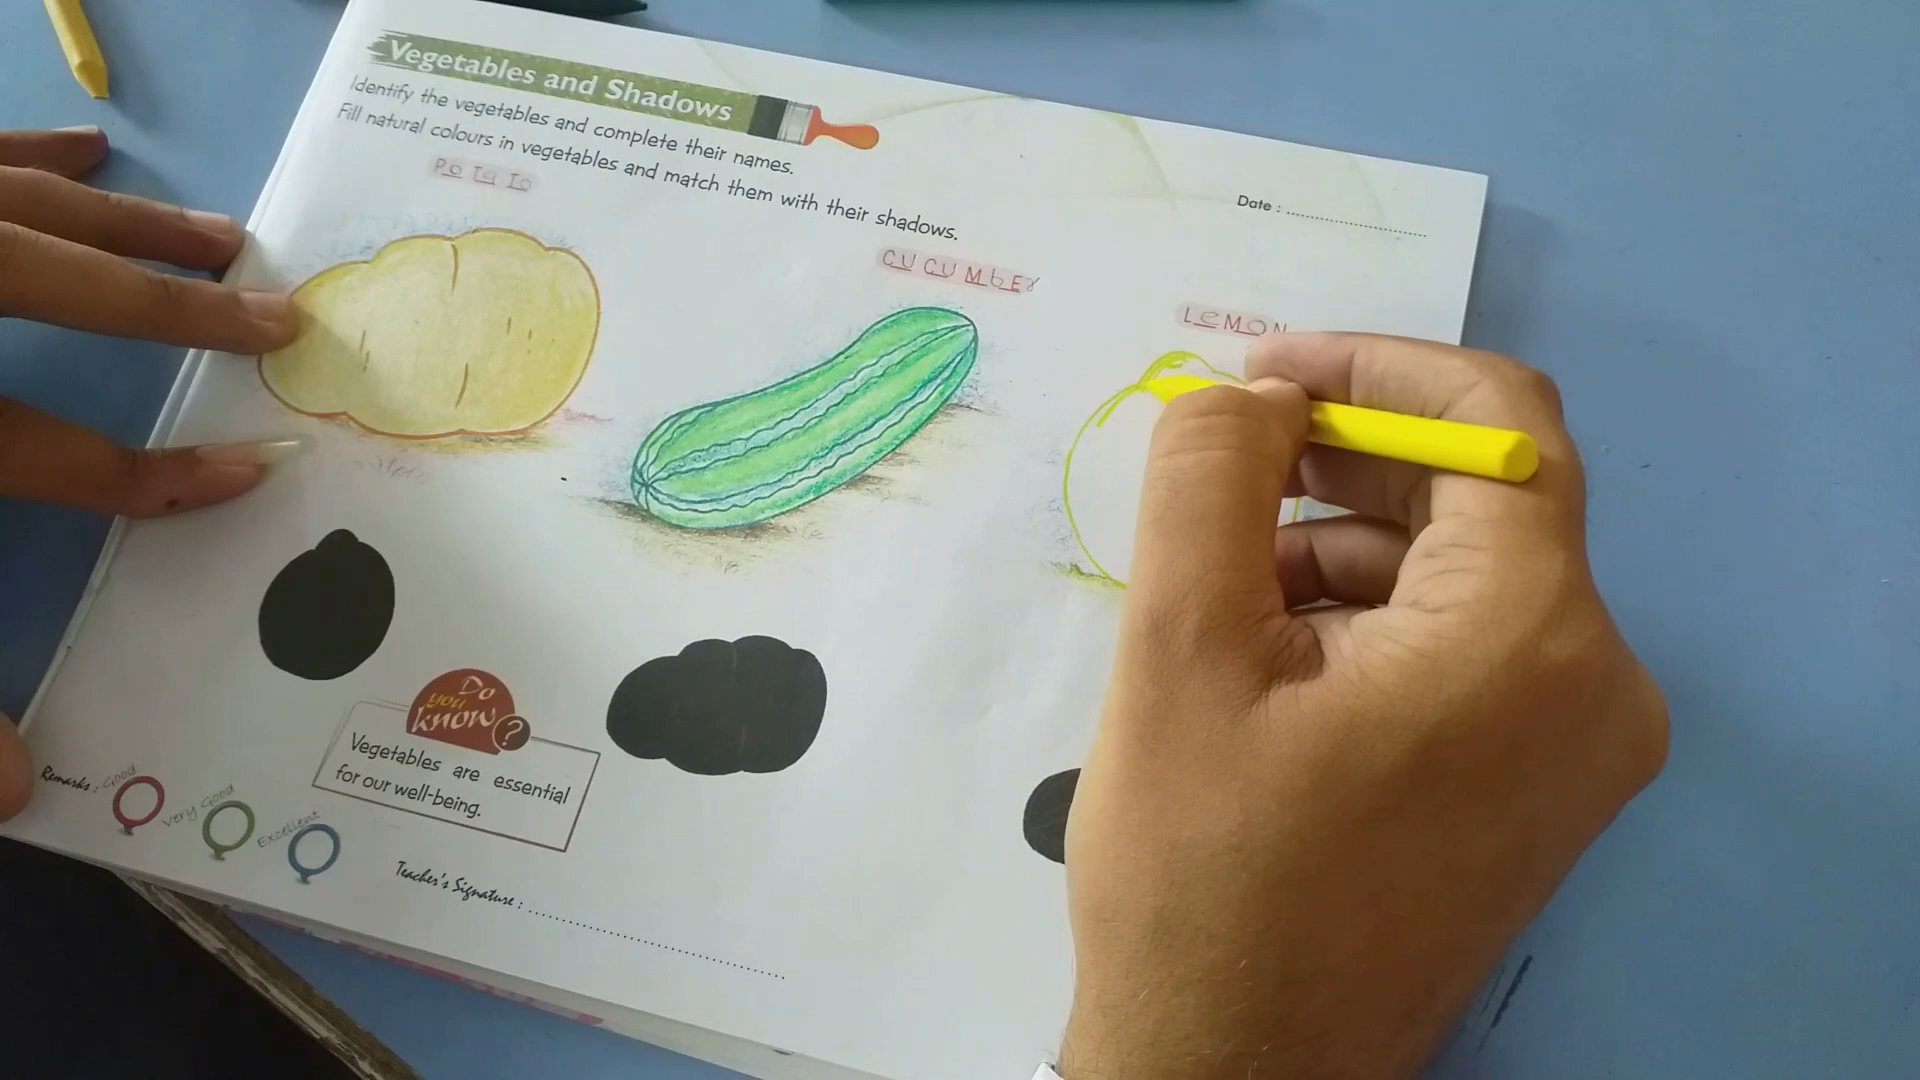 Vegetables and Shadows
Identify the vegetables and complete their names.
Fill natural colours in vegetables and match them with their shadows.
Date :
PoTaTo
CUCUMbEr
LeMON
Do
you
know
?
Vegetables are essential
for our well-being.
Remarks : Good
Very Good
Excellent
Teacher's Signature :